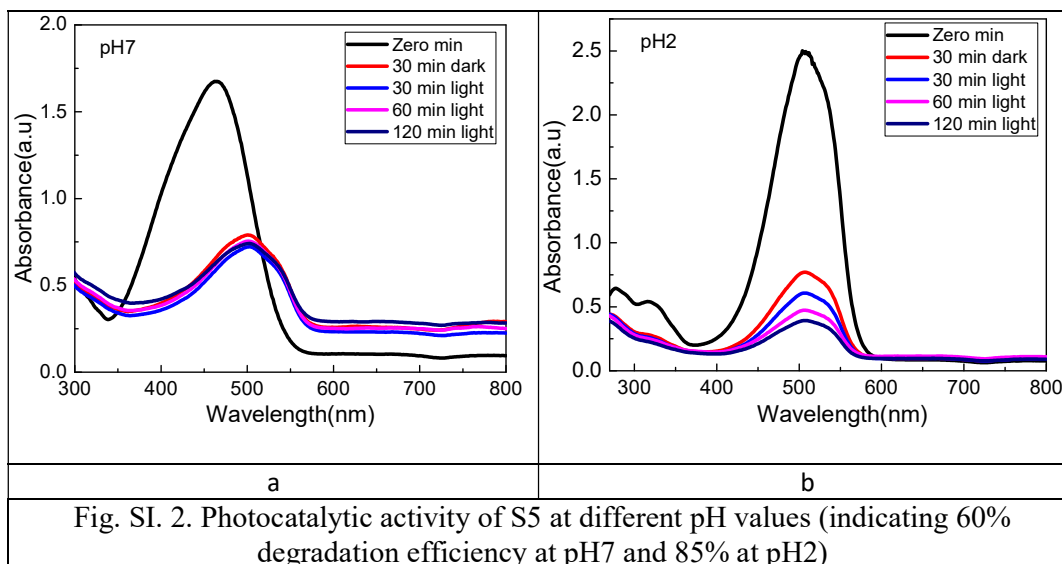 pH7
Zero min
30 min dark
30 min light
60 min light
120 min light
2.0
1.5
1.0
0.5
0.0
Absorbance(a.u)
300 400 500 600 700 800
Wavelength(nm)
a
pH2
Zero min
30 min dark
30 min light
60 min light
120 min light
2.5
2.0
1.5
1.0
0.5
0.0
Absorbance(a.u)
300 400 500 600 700 800
Wavelength(nm)
b
Fig. SI. 2. Photocatalytic activity of S5 at different pH values (indicating 60%
degradation efficiency at pH7 and 85% at pH2)